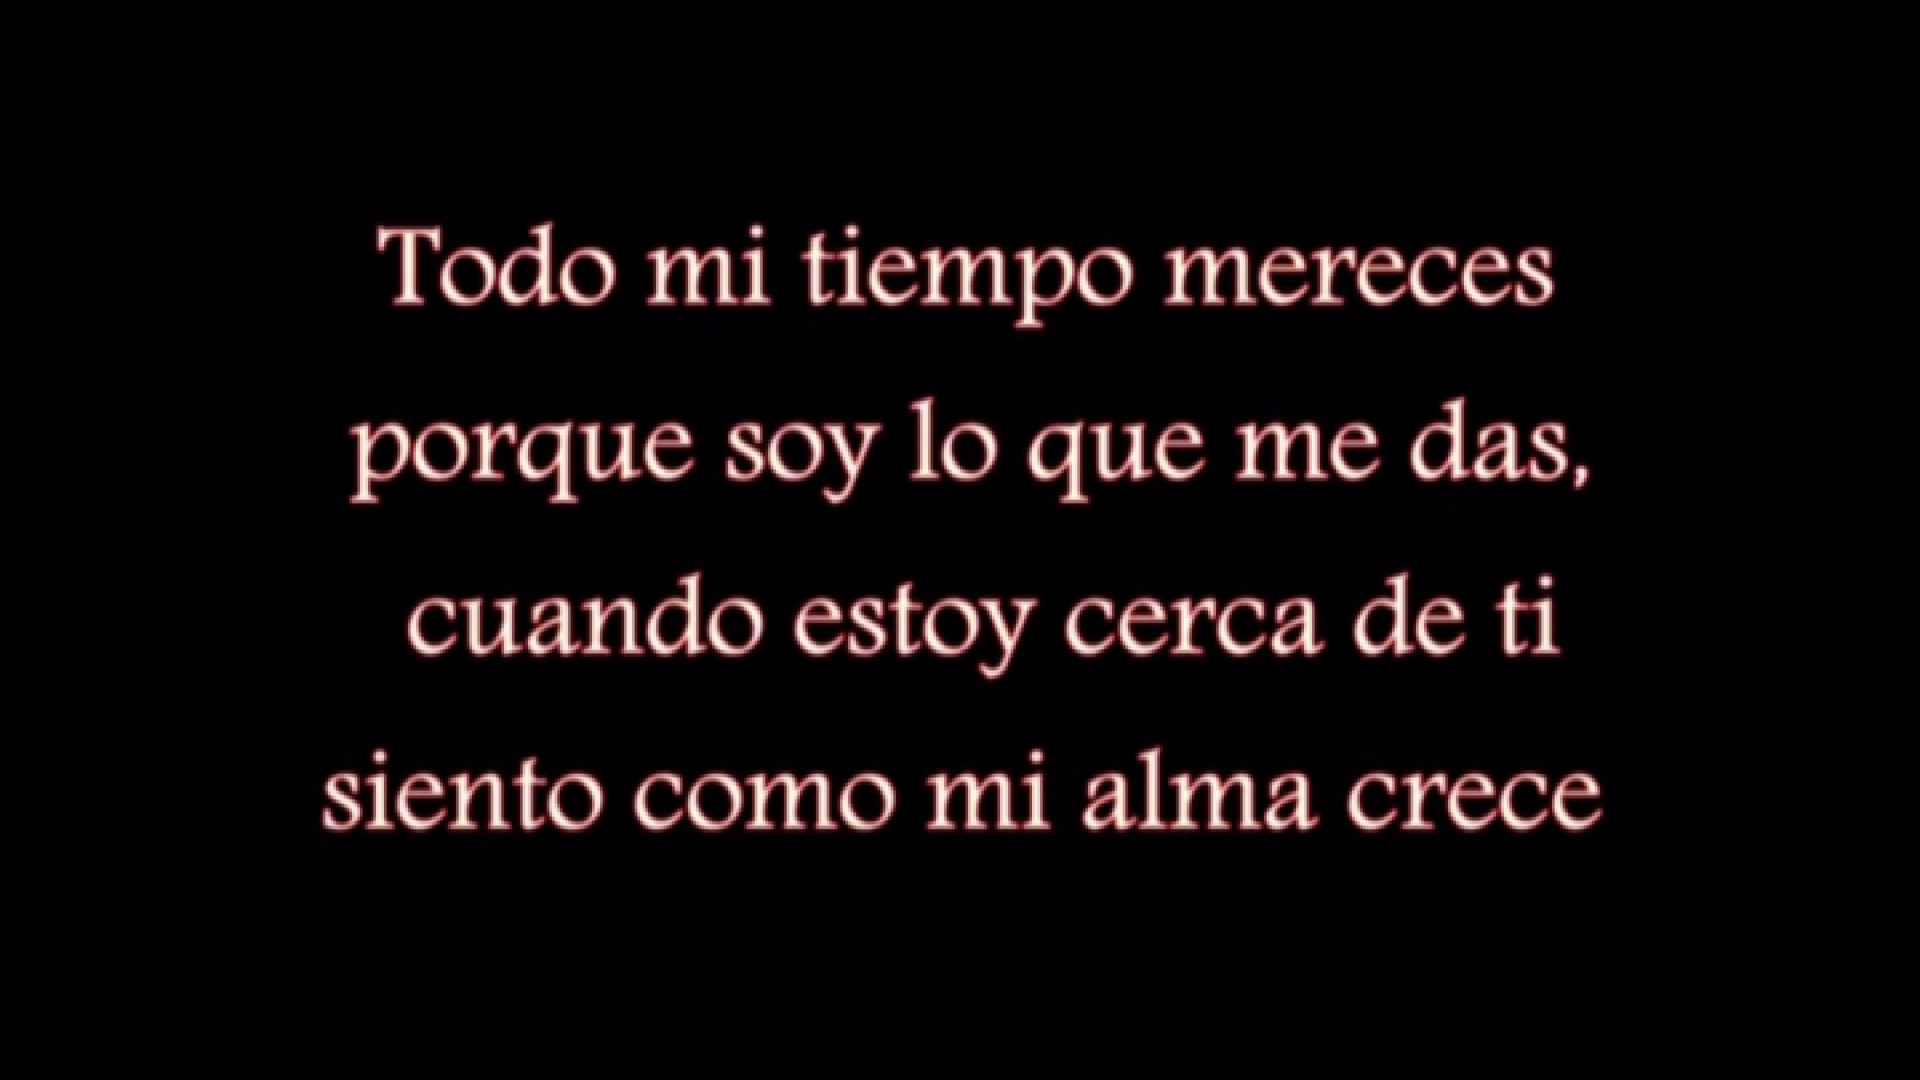 Todo mi tiempo mereces
porque soy lo que me das,
cuando estoy cerca de ti
siento como mi alma crece